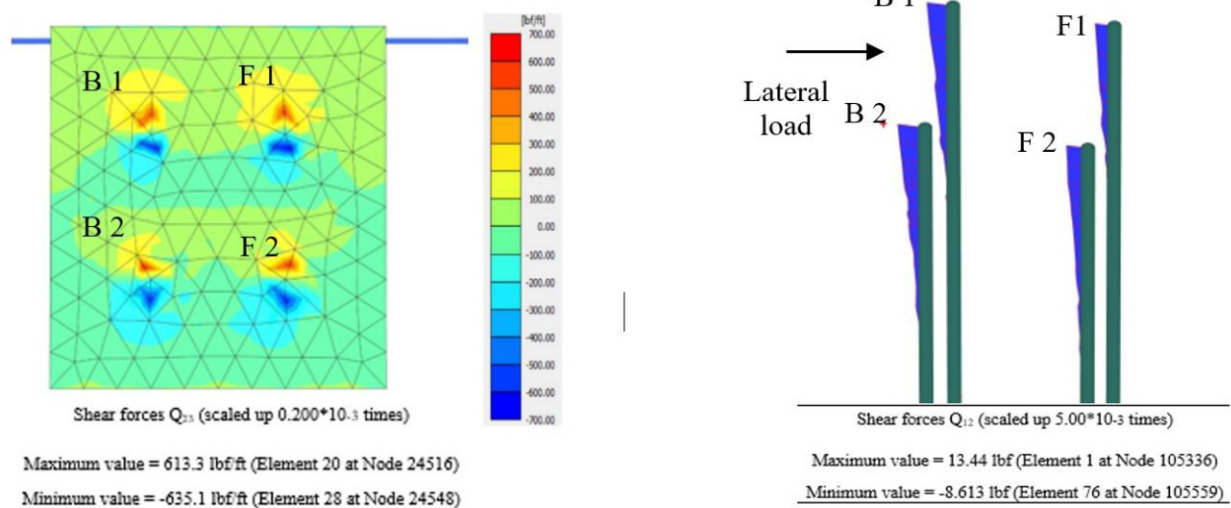 [lbf/ft]
700.00
600.00
500.00
400.00
300.00
200.00
100.00
0.00
-100.00
-200.00
-300.00
-400.00
-500.00
-600.00
-700.00
B 1
F 1
B 2
F 2
Shear forces Q₂₃ (scaled up 0.200*10-3 times)
Maximum value = 613.3 lbf/ft (Element 20 at Node 24516)
Minimum value = -635.1 lbf/ft (Element 28 at Node 24548)
B 1
F1
Lateral
load
B 2
F 2
Shear forces Q₁₂ (scaled up 5.00*10-3 times)
Maximum value = 13.44 lbf (Element 1 at Node 105336)
Minimum value = -8.613 lbf (Element 76 at Node 105559)